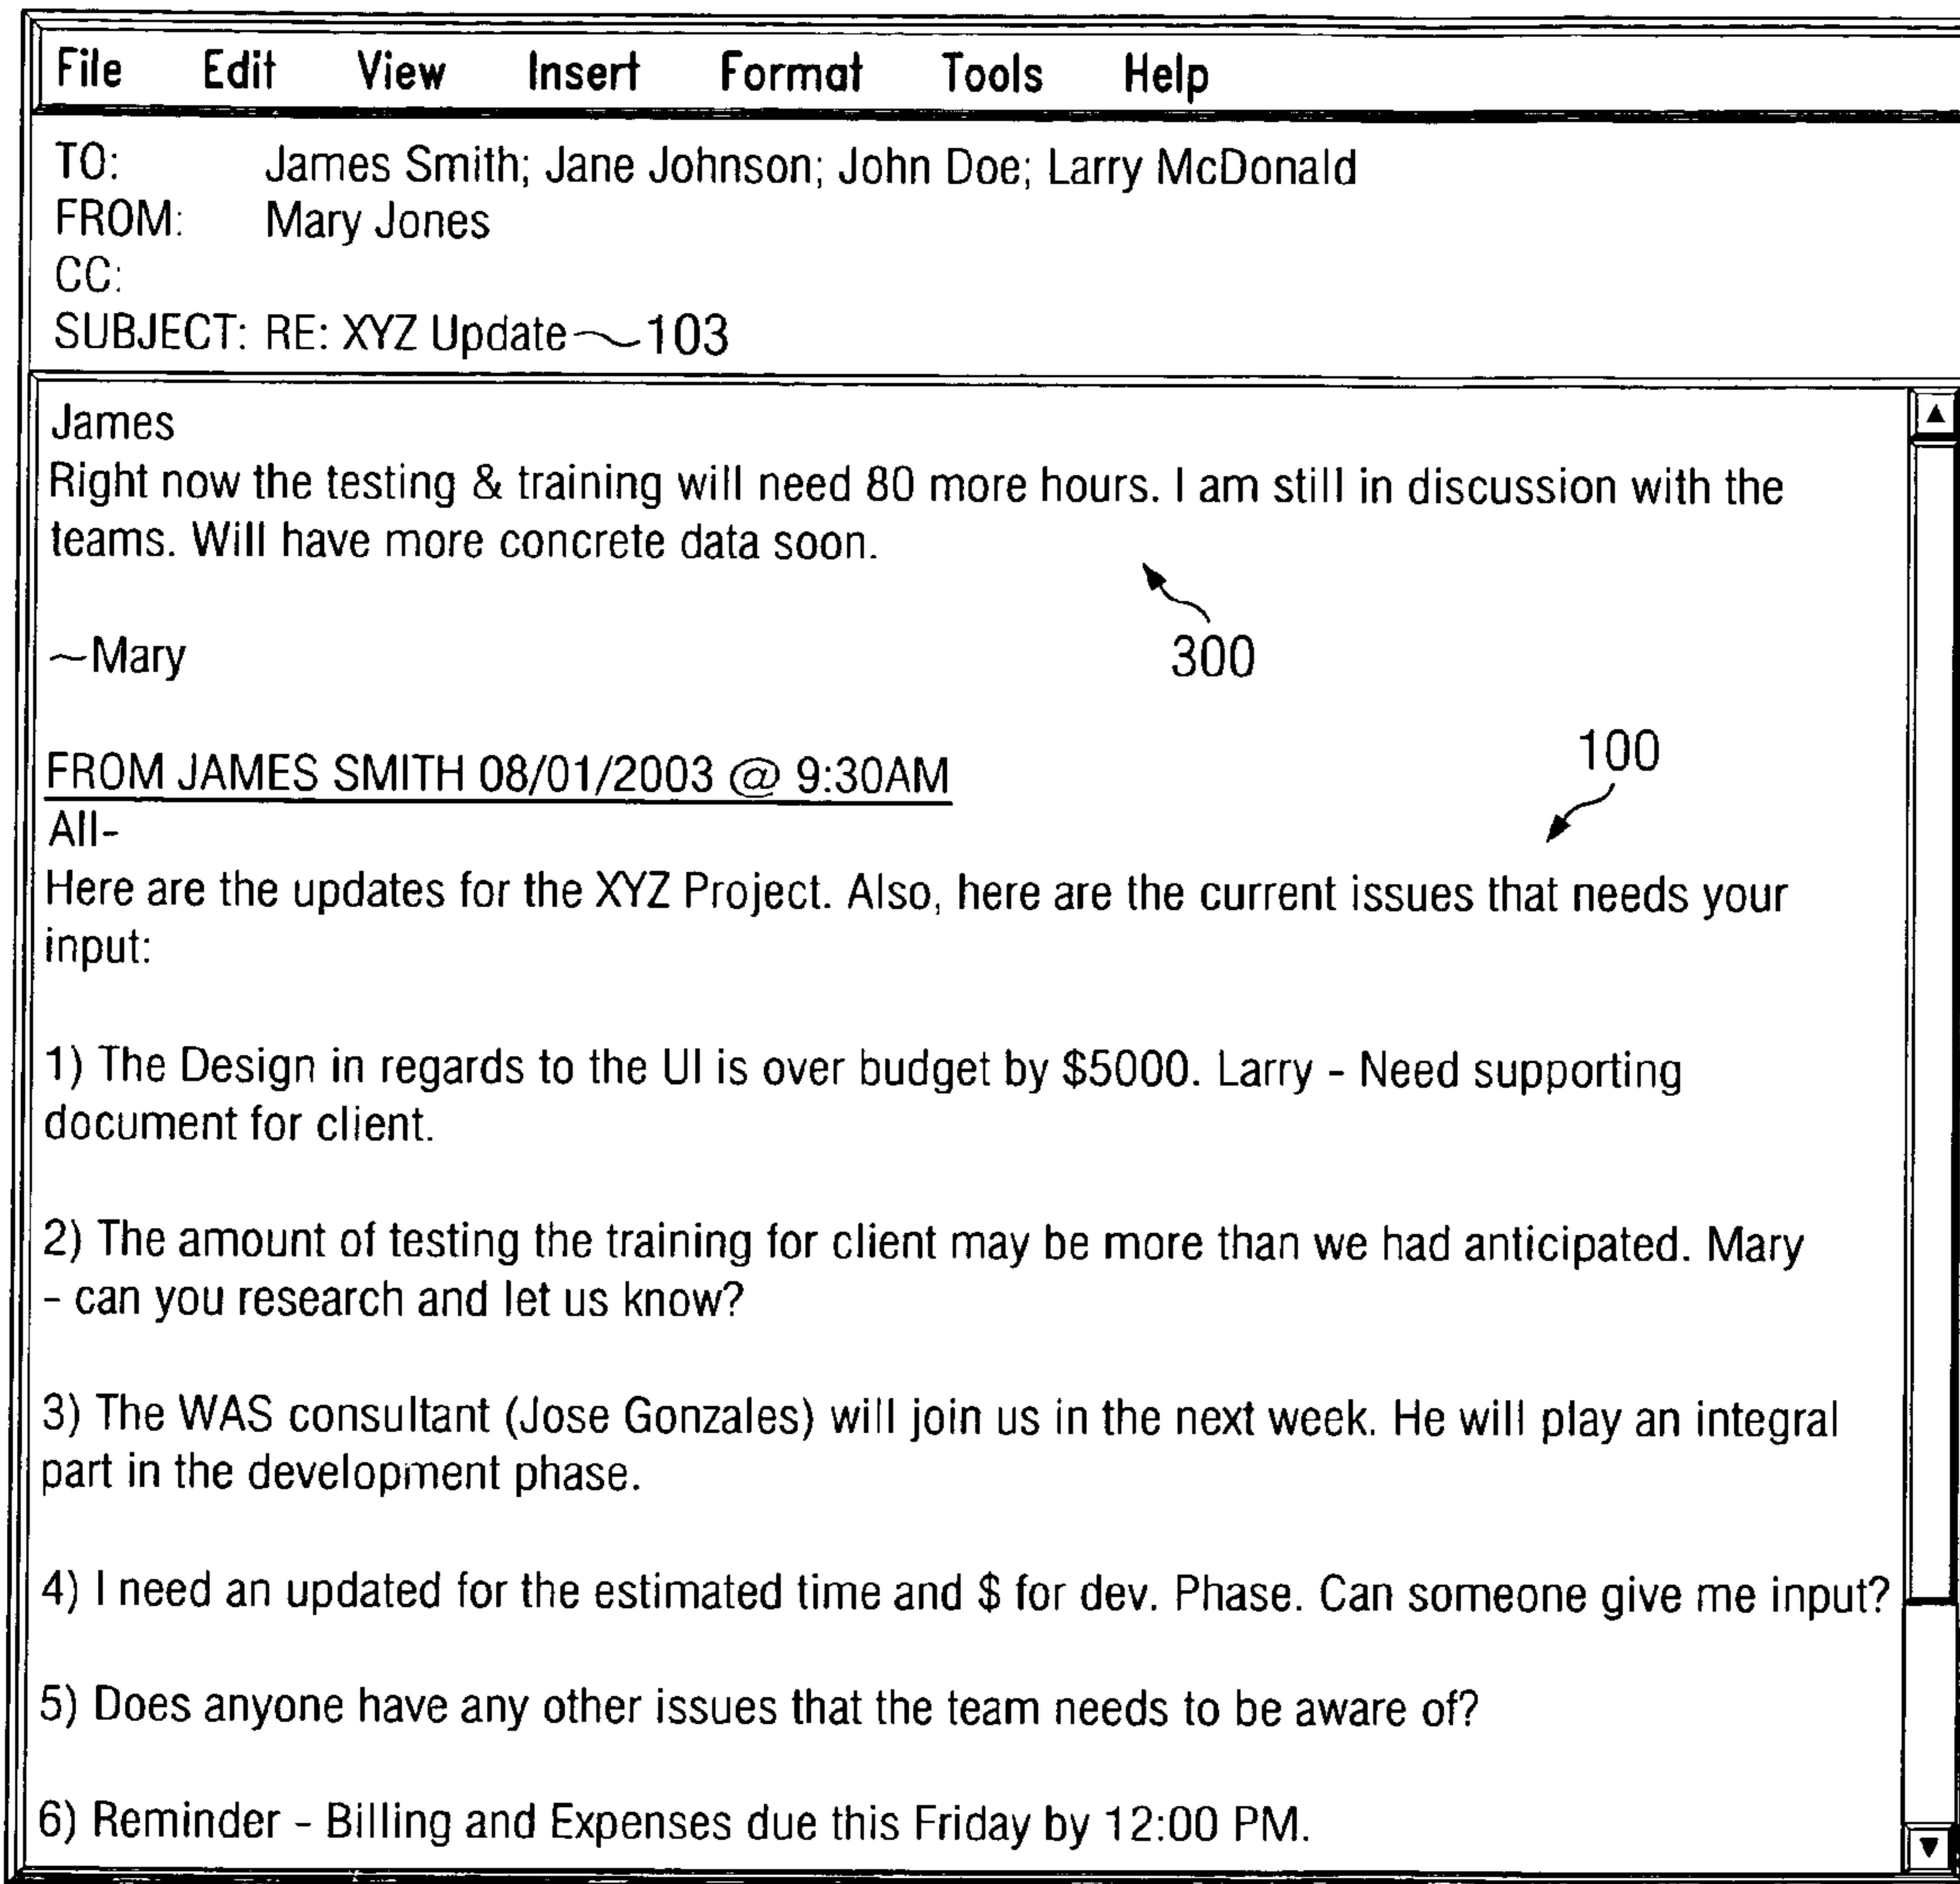 File Edit View Insert Format Tools Help
TO: James Smith; Jane Johnson; John Doe; Larry McDonald
FROM: Mary Jones
CC:
SUBJECT: RE: XYZ Update 103
James
Right now the testing & training will need 80 more hours. I am still in discussion with the
teams. Will have more concrete data soon.
300
~Mary
100
FROM JAMES SMITH 08/01/2003 @ 9:30AM
All-
Here are the updates for the XYZ Project. Also, here are the current issues that needs your
input:
1) The Design in regards to the UI is over budget by $5000. Larry - Need supporting
document for client.
2) The amount of testing the training for client may be more than we had anticipated. Mary
- can you research and let us know?
3) The WAS consultant (Jose Gonzales) will join us in the next week. He will play an integral
part in the development phase.
4) I need an updated for the estimated time and $ for dev. Phase. Can someone give me input?
5) Does anyone have any other issues that the team needs to be aware of?
6) Reminder - Billing and Expenses due this Friday by 12:00 PM.